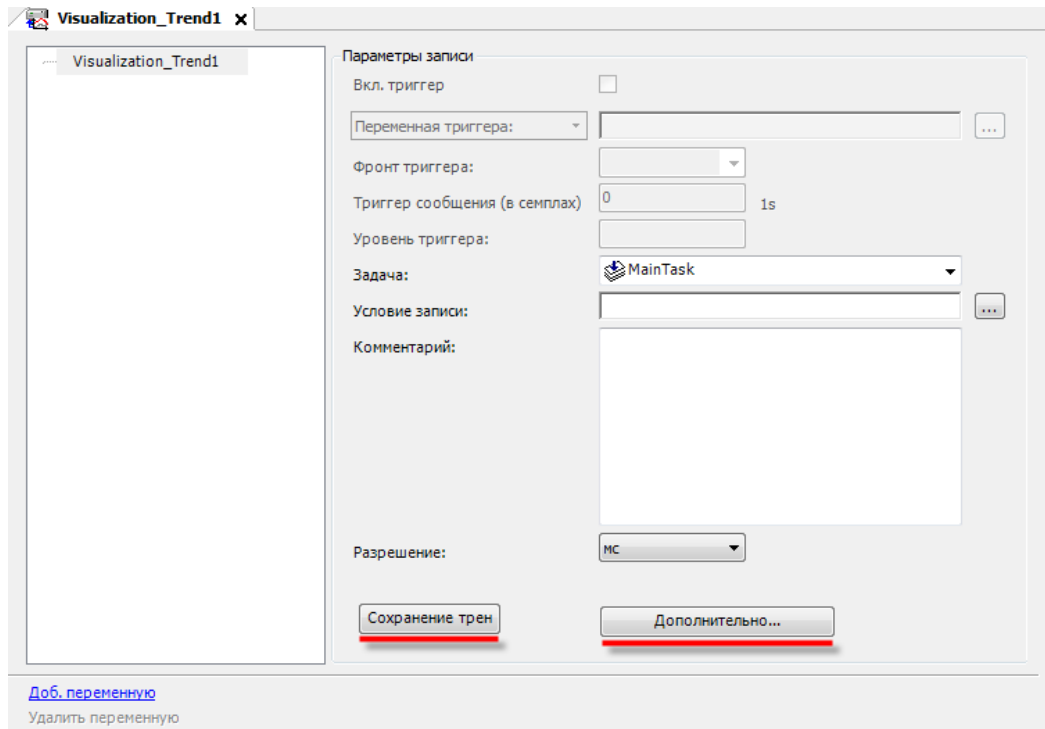 Visualization_Trend1 x
Visualization_Trend1
Параметры записи
Вкл. триггер
Переменная триггера:
...
Фронт триггера:
Триггер сообщения (в семплах)
0
1s
Уровень триггера:
Задача:
MainTask
Условие записи:
...
Комментарий:
Разрешение:
мс
Сохранение трен
Дополнительно...
Доб. переменную
Удалить переменную